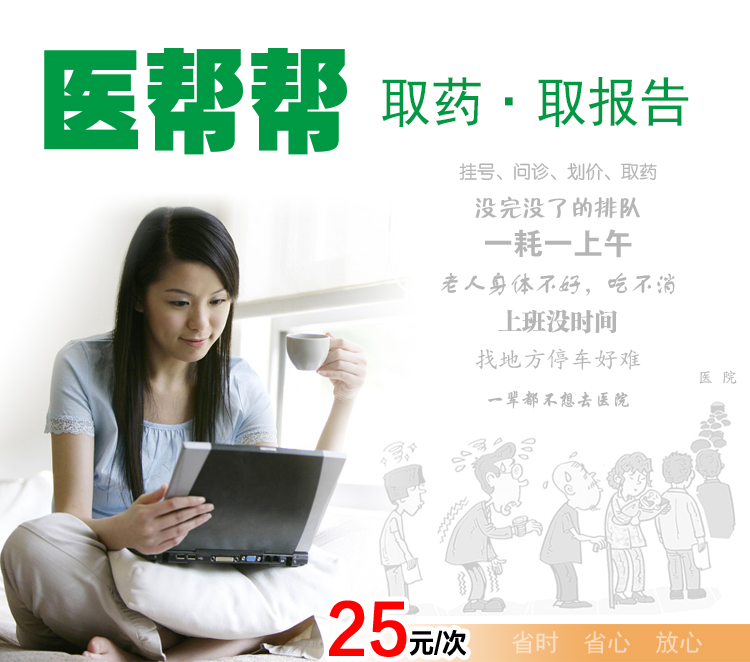 医帮帮 取药·取报告
挂号、问诊、划价、取药
没完没了的排队
一耗一上午
老人身体不好，吃不消
上班没时间
找地方停车好难
医院
一辈都不想去医院
25元/次 省时 省心 放心